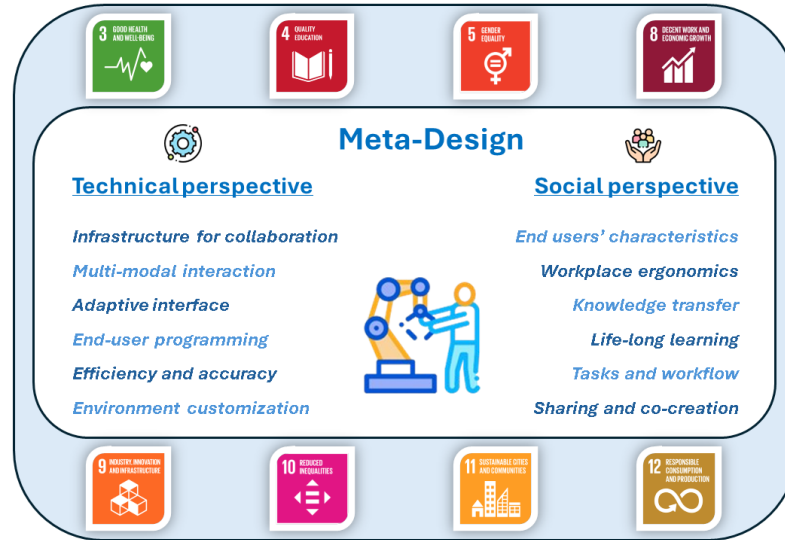 3 GOOD HEALTH
AND WELL-BEING
4 QUALITY
EDUCATION
5 GENDER
EQUALITY
8 DECENT WORK AND
ECONOMIC GROWTH
Meta-Design
Technical perspective
Infrastructure for collaboration
Multi-modal interaction
Adaptive interface
End-user programming
Efficiency and accuracy
Environment customization
Social perspective
End users' characteristics
Workplace ergonomics
Knowledge transfer
Life-long learning
Tasks and workflow
Sharing and co-creation
9 INDUSTRY, INNOVATION
AND INFRASTRUCTURE
10 REDUCED
INEQUALITIES
11 SUSTAINABLE CITIES
AND COMMUNITIES
12 RESPONSIBLE
CONSUMPTION
AND PRODUCTION